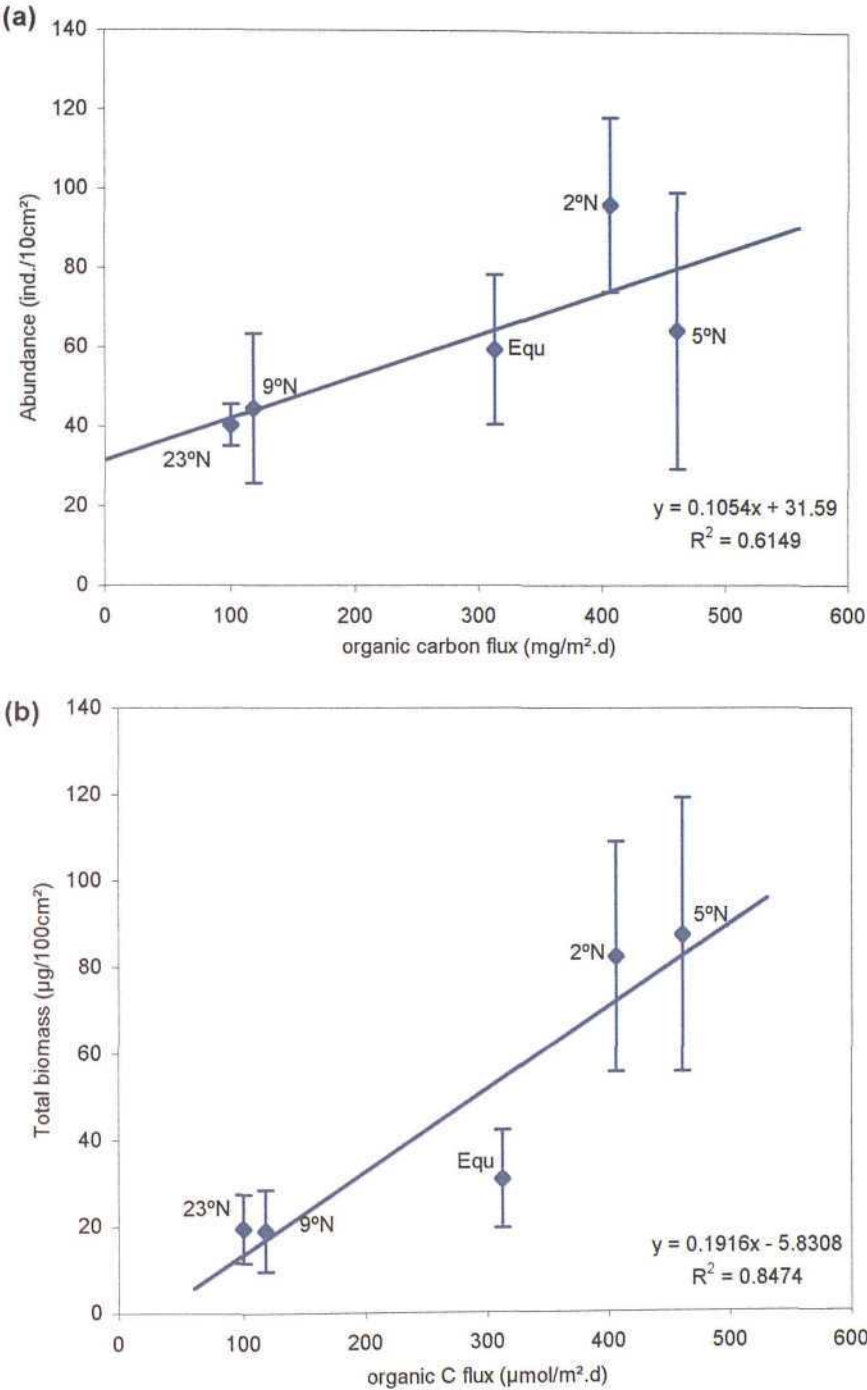 (a)
140
120
100
80
60
40
20
0
Abundance (ind./10cm²)
2ºN
5ºN
Equ
9ºN
23ºN
y = 0.1054x + 31.59
R² = 0.6149
0 100 200 300 400 500 600
organic carbon flux (mg/m².d)
(b)
140
120
100
80
60
40
20
0
Total biomass (µg/100cm²)
5ºN
2ºN
Equ
23ºN
9ºN
y = 0.1916x - 5.8308
R² = 0.8474
0 100 200 300 400 500 600
organic C flux (µmol/m².d)